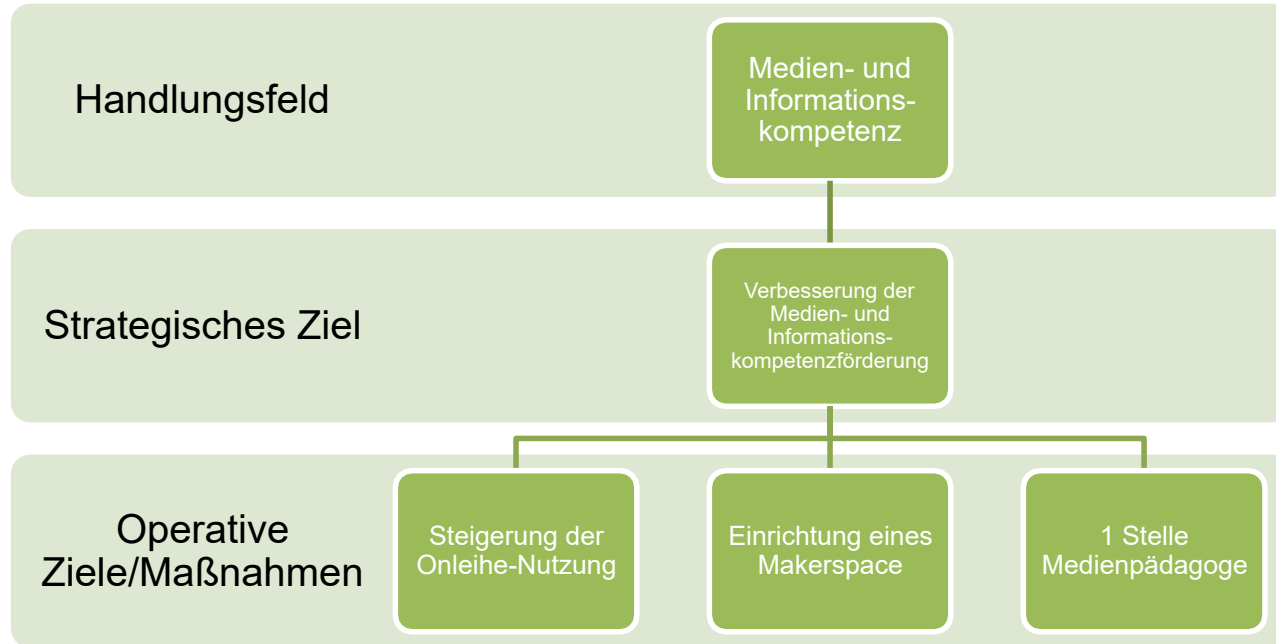 Handlungsfeld
Medien- und
Informations-
kompetenz
Strategisches Ziel
Verbesserung der
Medien- und
Informations-
kompetenzförderung
Operative
Ziele/Maßnahmen
Steigerung der
Onleihe-Nutzung
Einrichtung eines
Makerspace
1 Stelle
Medienpädagoge